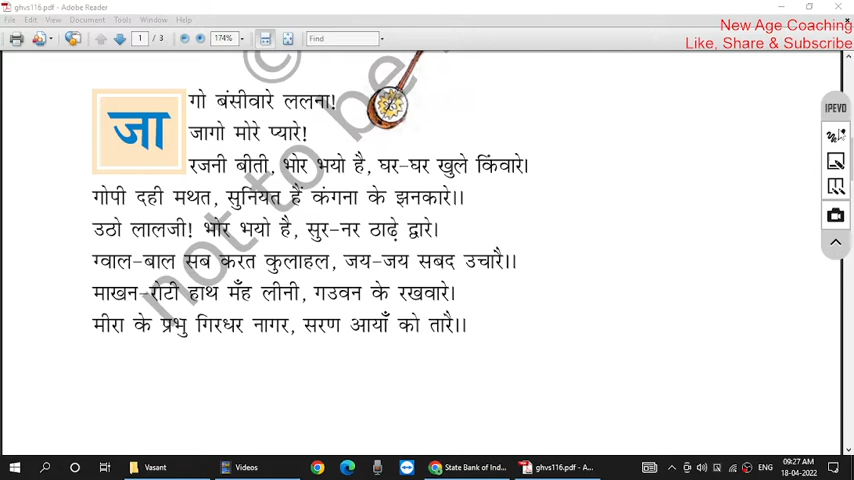 ghvs116.pdf - Adobe Reader
File Edit View Document Tools Window Help
New Age Coaching
Like, Share & Subscribe
1 / 3 174% Find
IPEVO
©
not to be
जागो बंसीवारे ललना!
जागो मोरे प्यारे!
रजनी बीती, भोर भयो है, घर-घर खुले किंवारे।
गोपी दही मथत, सुनियत हैं कंगना के झनकारे।।
उठो लालजी! भोर भयो है, सुर-नर ठाढ़े द्वारे।
ग्वाल-बाल सब करत कुलाहल, जय-जय सबद उचारै।।
माखन-रोटी हाथ मँह लीनी, गउवन के रखवारे।
मीरा के प्रभु गिरधर नागर, सरण आयाँ को तारै।।
Vasant Videos State Bank of Ind... ghvs116.pdf - A... ENG
09:27 AM
18-04-2022